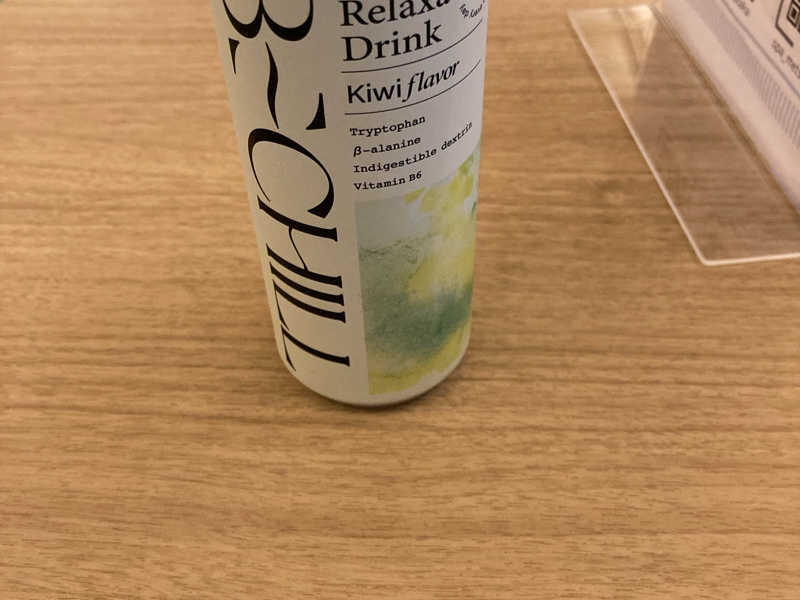 B~CHILL
Relaxa
Drink
Kiwi flavor
Tryptophan
β-alanine
Indigestible dextrin
Vitamin B6